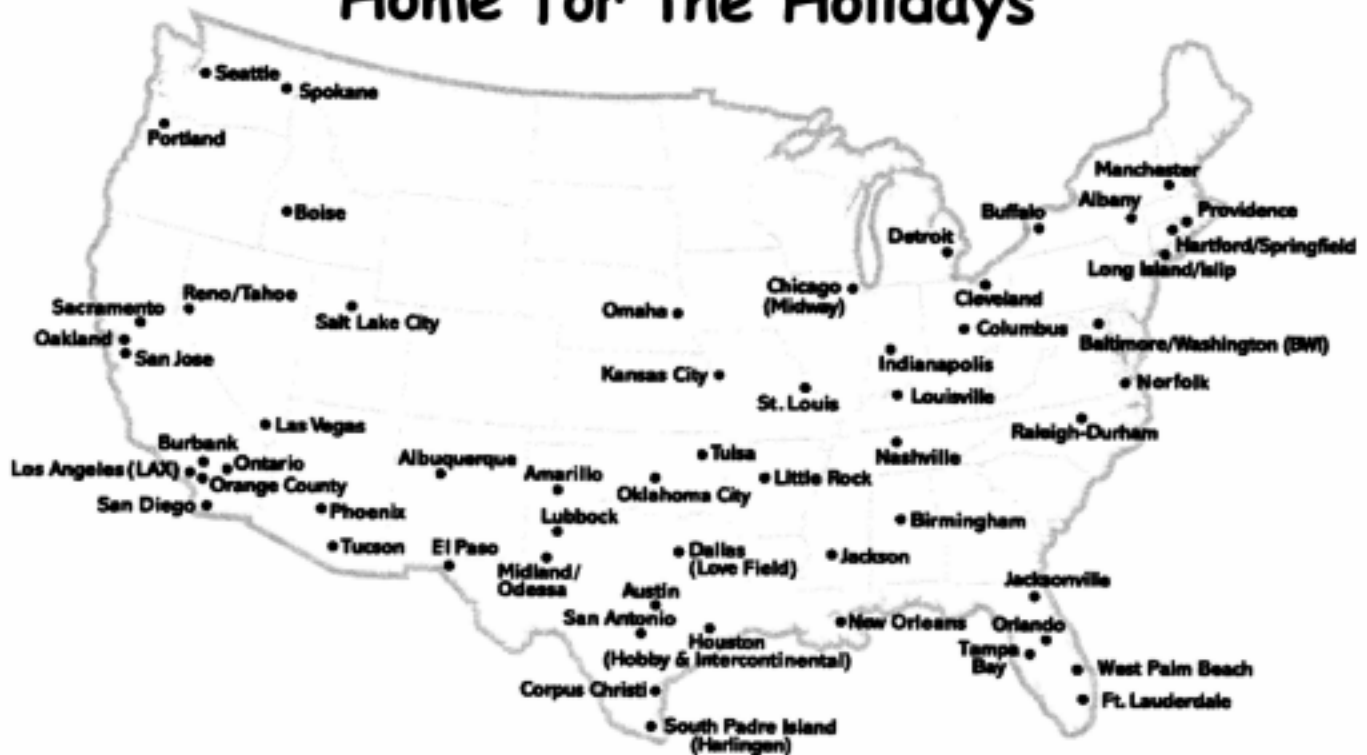 Home for the Holidays
Seattle
Spokane
Portland
Manchester
Albany
Providence
Boise
Buffalo
Detroit
Hartford/Springfield
Long Island/Islip
Chicago
(Midway)
Cleveland
Reno/Tahoe
Sacramento
Salt Lake City
Omaha
Columbus
Oakland
San Jose
Baltimore/Washington (BWI)
Indianapolis
Kansas City
Norfolk
St. Louis
Louisville
Las Vegas
Raleigh-Durham
Burbank
Albuquerque
Tulsa
Nashville
Los Angeles (LAX)
Ontario
Amarillo
Orange County
Oklahoma City
Little Rock
San Diego
Phoenix
Lubbock
Birmingham
Tucson
El Paso
Dallas
(Love Field)
Jackson
Midland/
Odessa
Jacksonville
Austin
San Antonio
New Orleans
Orlando
Houston
(Hobby & Intercontinental)
Tampa
Bay
West Palm Beach
Corpus Christi
Ft. Lauderdale
South Padre Island
(Harlingen)